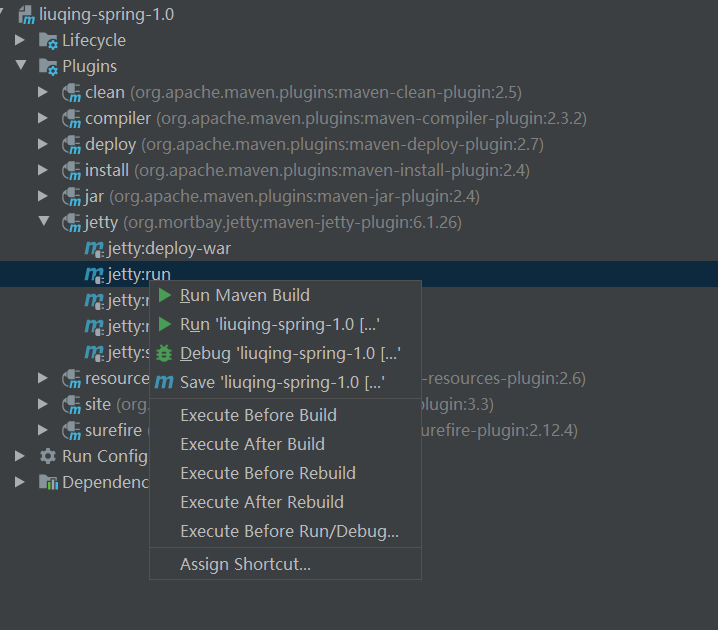 liuqing-spring-1.0
Lifecycle
Plugins
clean (org.apache.maven.plugins:maven-clean-plugin:2.5)
compiler (org.apache.maven.plugins:maven-compiler-plugin:2.3.2)
deploy (org.apache.maven.plugins:maven-deploy-plugin:2.7)
install (org.apache.maven.plugins:maven-install-plugin:2.4)
jar (org.apache.maven.plugins:maven-jar-plugin:2.4)
jetty (org.mortbay.jetty:maven-jetty-plugin:6.1.26)
jetty:deploy-war
jetty:run
jetty:r
jetty:r
jetty:s
resource -resources-plugin:2.6)
site (org. plugin:3.3)
surefire urefire-plugin:2.12.4)
Run Config
Dependenc
Run Maven Build
Run 'liuqing-spring-1.0 [...'
Debug 'liuqing-spring-1.0 [...'
Save 'liuqing-spring-1.0 [...'
Execute Before Build
Execute After Build
Execute Before Rebuild
Execute After Rebuild
Execute Before Run/Debug...
Assign Shortcut...